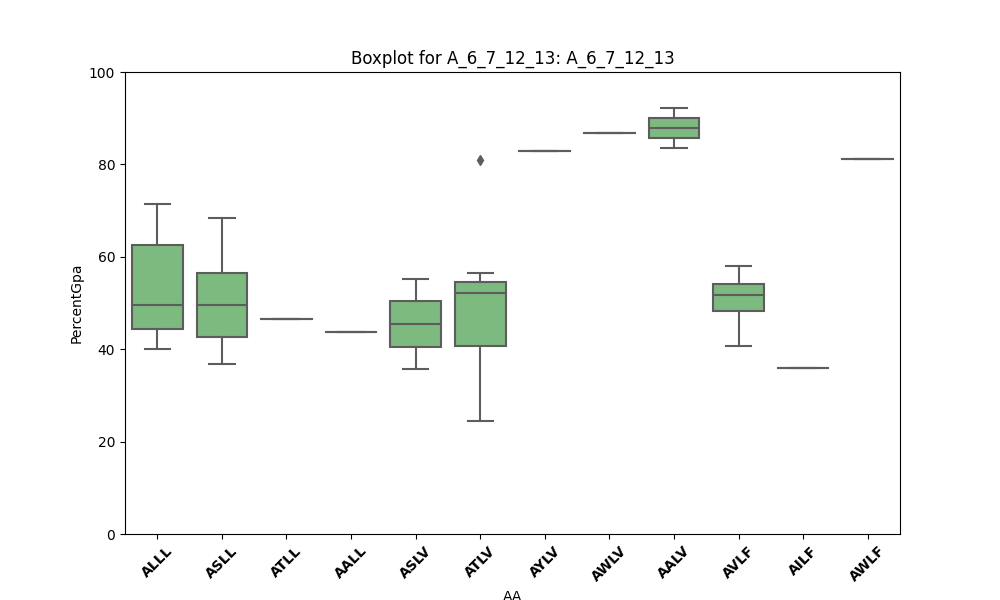 Boxplot for A_6_7_12_13: A_6_7_12_13
100
80
60
40
20
0
PercentGpa
ALLL ASLL ATLL AALL ASLV ATLV AYLV AWLV AALV AVLF AILF AWLF
AA